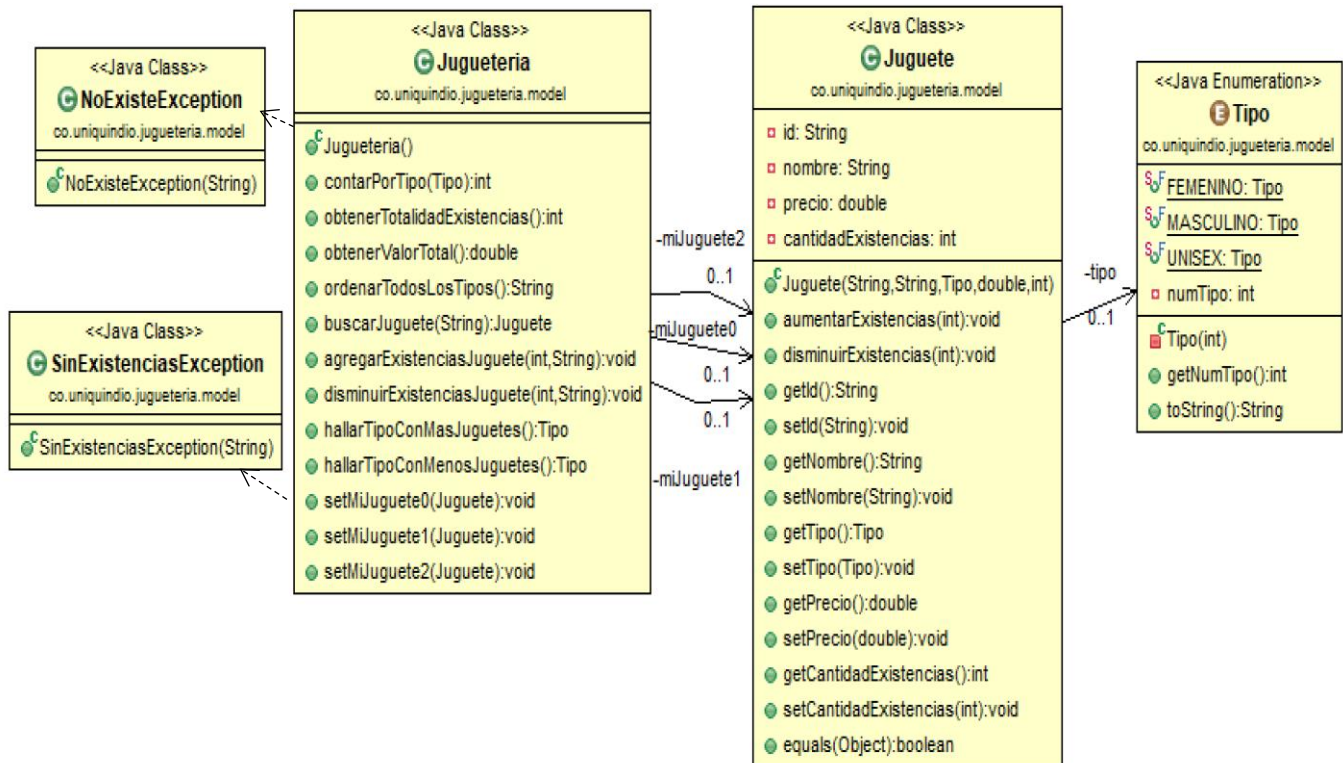 <<Java Class>>
NoExisteException
co.uniquindio.jugueteria.model
NoExisteException(String)
<<Java Class>>
SinExistenciasException
co.uniquindio.jugueteria.model
SinExistenciasException(String)
<<Java Class>>
Jugueteria
co.uniquindio.jugueteria.model
Jugueteria()
contarPorTipo(Tipo):int
obtenerTotalidadExistencias():int
obtenerValorTotal():double
ordenarTodosLosTipos():String
buscarJuguete(String):Juguete
agregarExistenciasJuguete(int,String):void
disminuirExistenciasJuguete(int,String):void
hallarTipoConMasJuguetes():Tipo
hallarTipoConMenosJuguetes():Tipo
setMiJuguete0(Juguete):void
setMiJuguete1(Juguete):void
setMiJuguete2(Juguete):void
-miJuguete2
0..1
-miJuguete0
0..1
0..1
-miJuguete1
<<Java Class>>
Juguete
co.uniquindio.jugueteria.model
id: String
nombre: String
precio: double
cantidadExistencias: int
Juguete(String,String,Tipo,double,int)
aumentarExistencias(int):void
disminuirExistencias(int):void
getId():String
setId(String):void
getNombre():String
setNombre(String):void
getTipo():Tipo
setTipo(Tipo):void
getPrecio():double
setPrecio(double):void
getCantidadExistencias():int
setCantidadExistencias(int):void
equals(Object):boolean
-tipo
0..1
<<Java Enumeration>>
Tipo
co.uniquindio.jugueteria.model
FEMENINO: Tipo
MASCULINO: Tipo
UNISEX: Tipo
numTipo: int
Tipo(int)
getNumTipo():int
toString():String